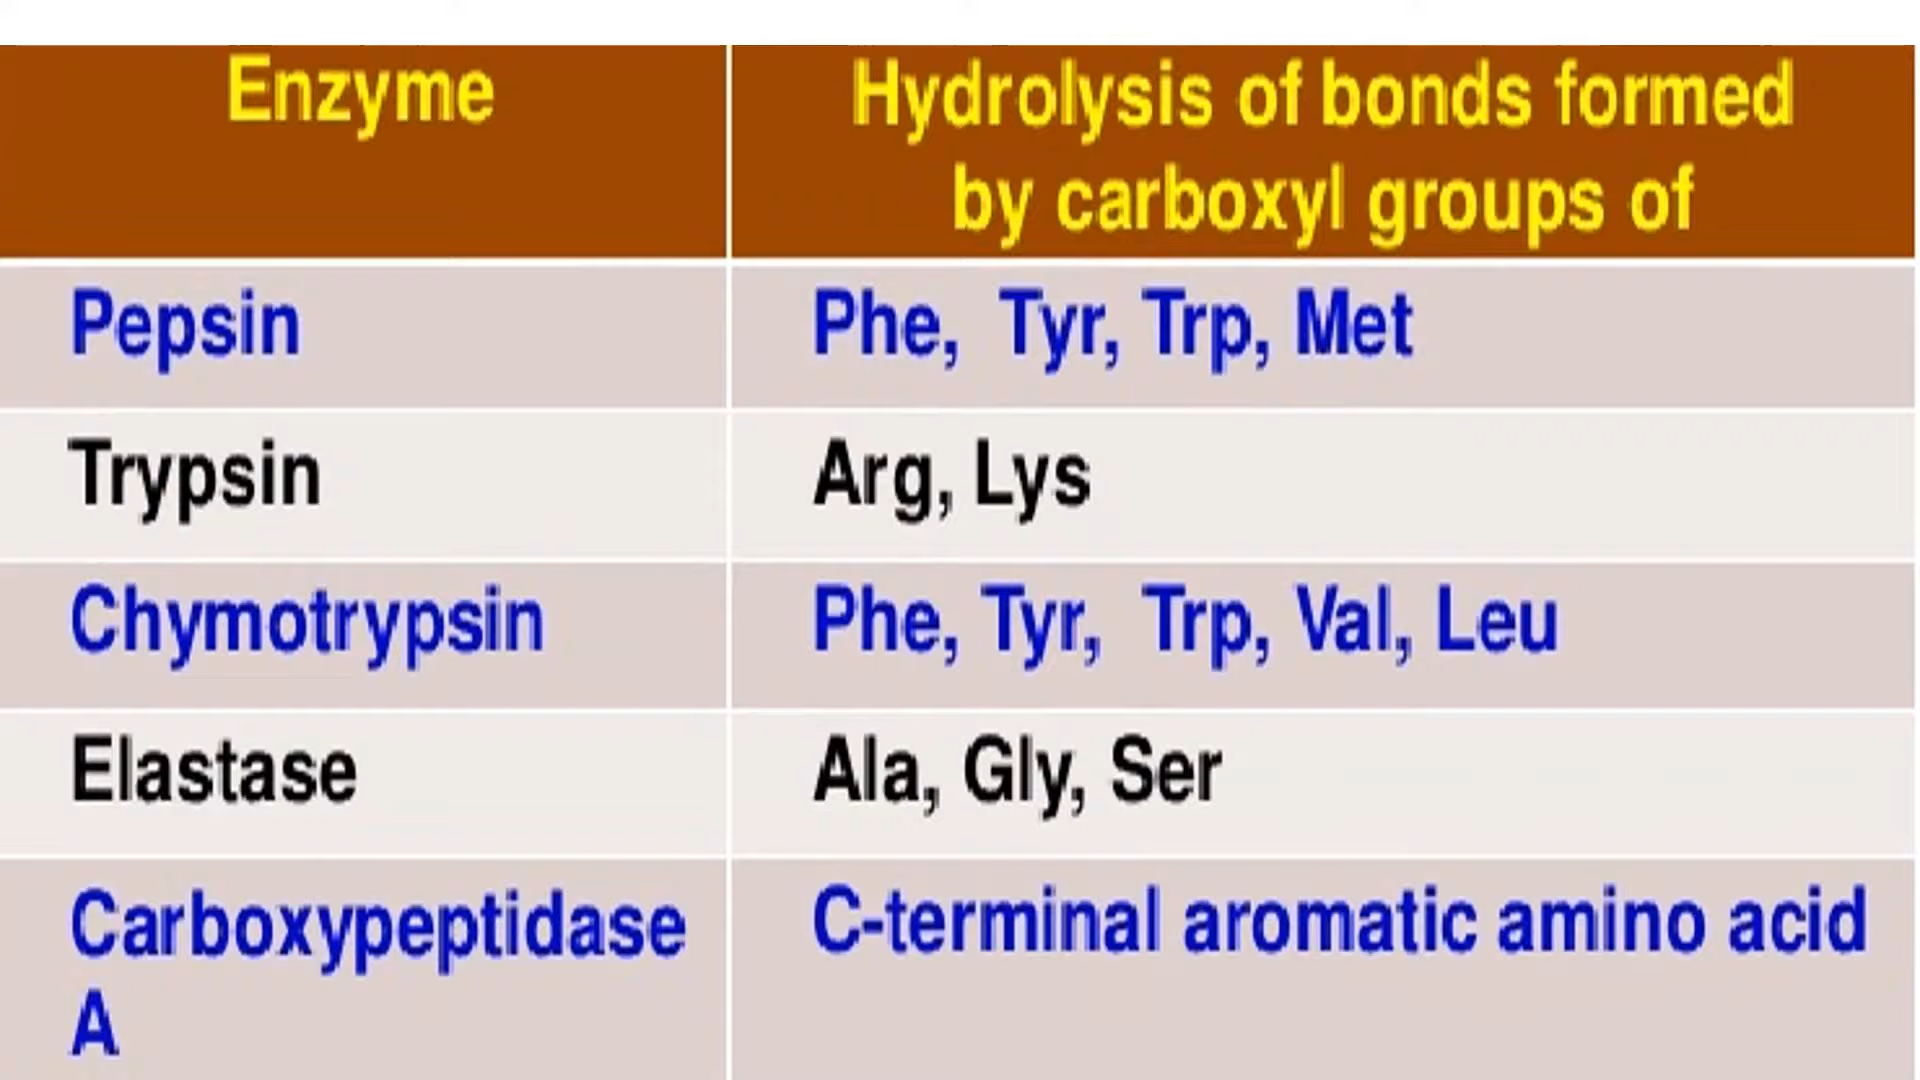 Enzyme
Hydrolysis of bonds formed
by carboxyl groups of
Pepsin
Phe, Tyr, Trp, Met
Trypsin
Arg, Lys
Chymotrypsin
Phe, Tyr, Trp, Val, Leu
Elastase
Ala, Gly, Ser
Carboxypeptidase
A
C-terminal aromatic amino acid